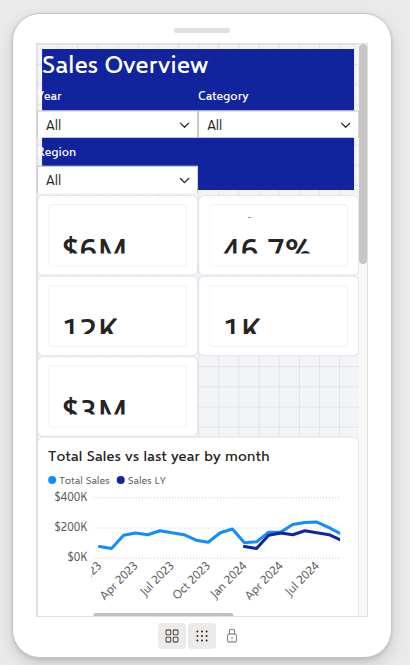 Sales Overview
Year Category
All All
Region
All
$6M 46.7%
12K 1K
$3M
Total Sales vs last year by month
Total Sales Sales LY
$400K
$200K
$0K
23 Apr 2023 Jul 2023 Oct 2023 Jan 2024 Apr 2024 Jul 2024